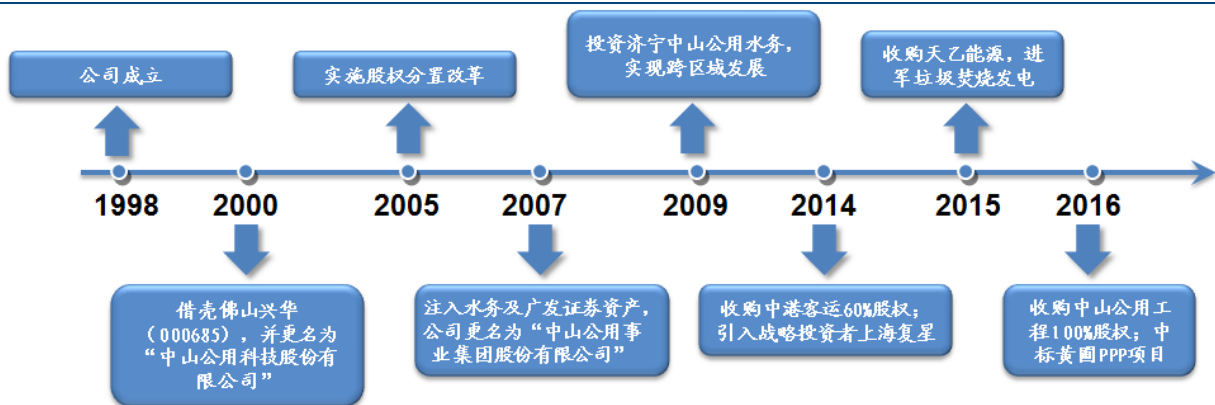 公司成立
实施股权分置改革
投资济宁中山公用水务，
实现跨区域发展
收购天乙能源，进
军垃圾焚烧发电
1998
2000
2005
2007
2009
2014
2015
2016
借壳佛山兴华
（000685），并更名为
“中山公用科技股份有
限公司”
注入水务及广发证券资产，
公司更名为“中山公用事
业集团股份有限公司”
收购中港客运60%股权；
引入战略投资者上海复星
收购中山公用工
程100%股权；中
标黄圃PPP项目